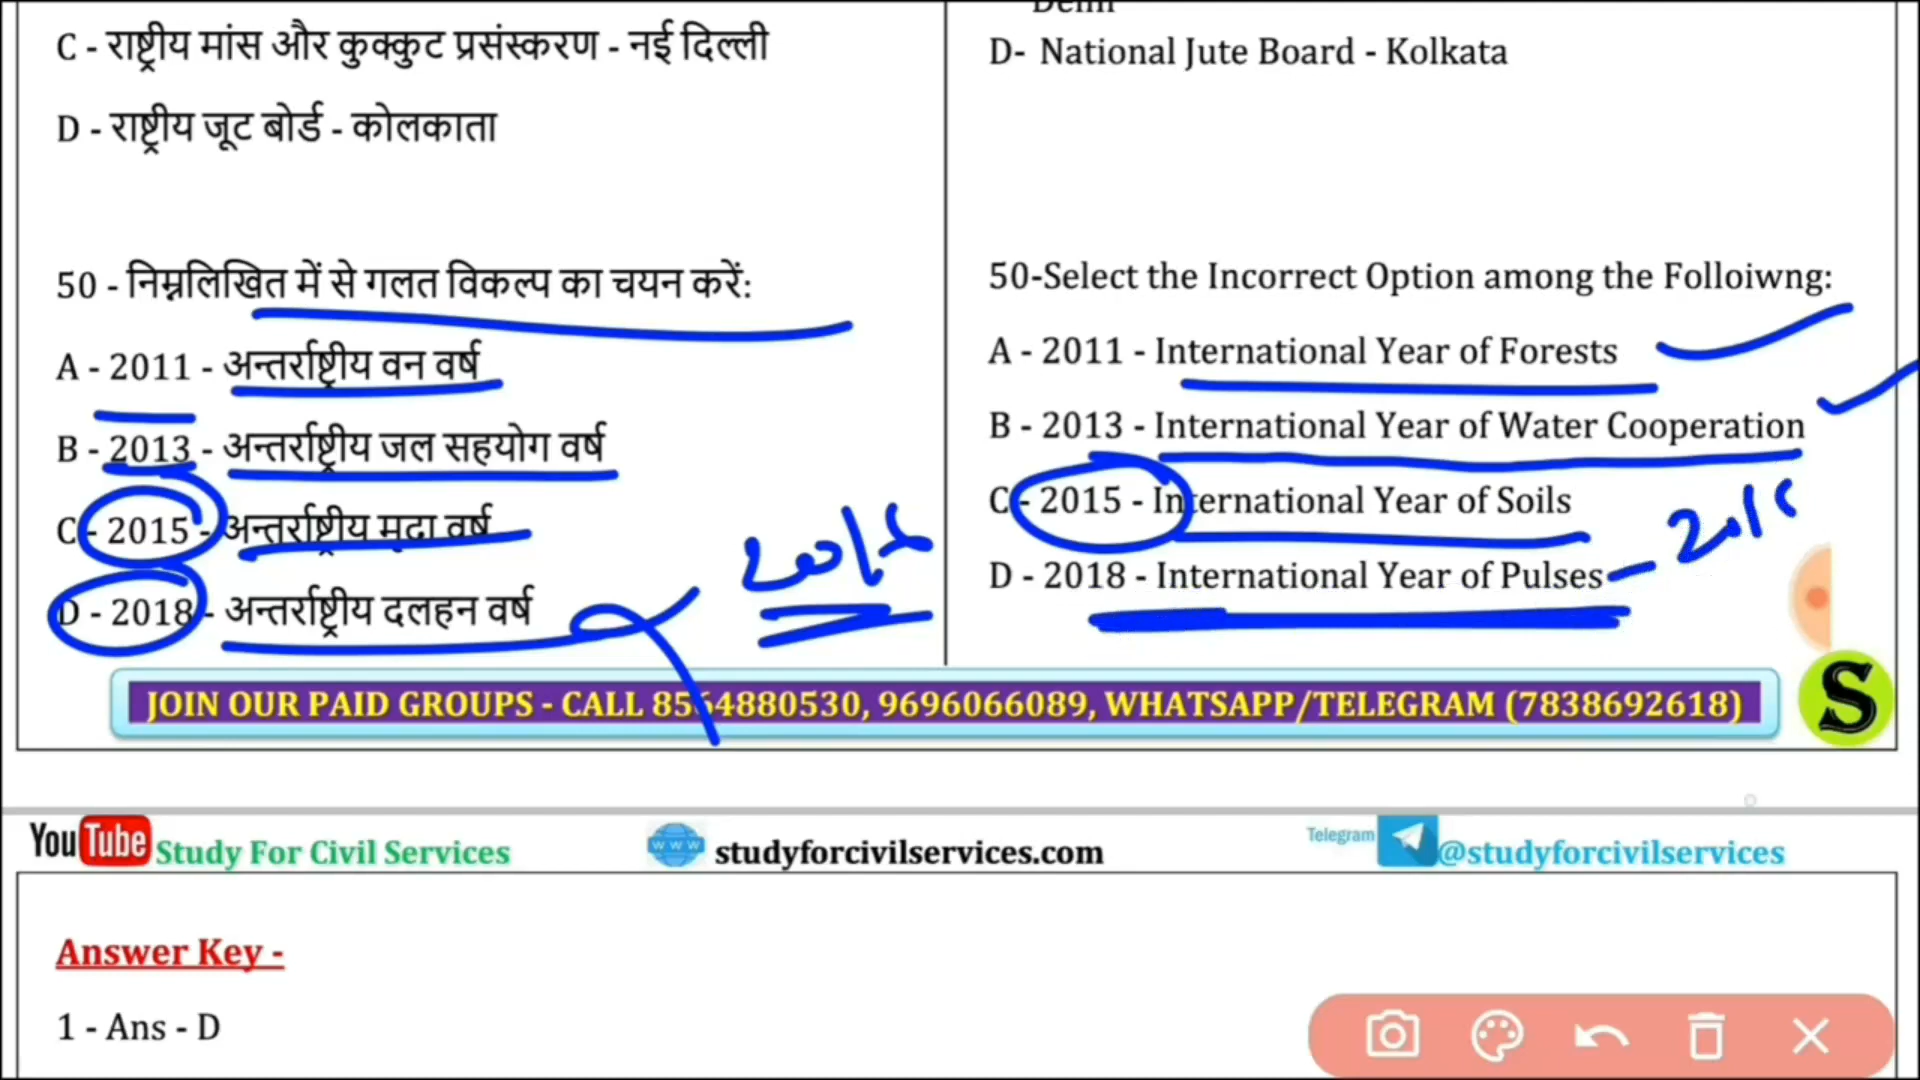 C - राष्ट्रीय मांस और कुक्कुट प्रसंस्करण - नई दिल्ली
D - राष्ट्रीय जूट बोर्ड - कोलकाता
50 - निम्नलिखित में से गलत विकल्प का चयन करें:
A - 2011 - अन्तर्राष्ट्रीय वन वर्ष
B - 2013 - अन्तर्राष्ट्रीय जल सहयोग वर्ष
C - 2015 - अन्तर्राष्ट्रीय मृदा वर्ष
D - 2018 - अन्तर्राष्ट्रीय दलहन वर्ष
2016
Delhi
D- National Jute Board - Kolkata
50-Select the Incorrect Option among the Folloiwng:
A - 2011 - International Year of Forests
B - 2013 - International Year of Water Cooperation
C - 2015 - International Year of Soils
D - 2018 - International Year of Pulses
JOIN OUR PAID GROUPS - CALL 8564880530, 9696066089, WHATSAPP/TELEGRAM (7838692618)
S
YouTube Study For Civil Services
www studyforcivilservices.com
Telegram @studyforcivilservices
Answer Key -
1 - Ans - D